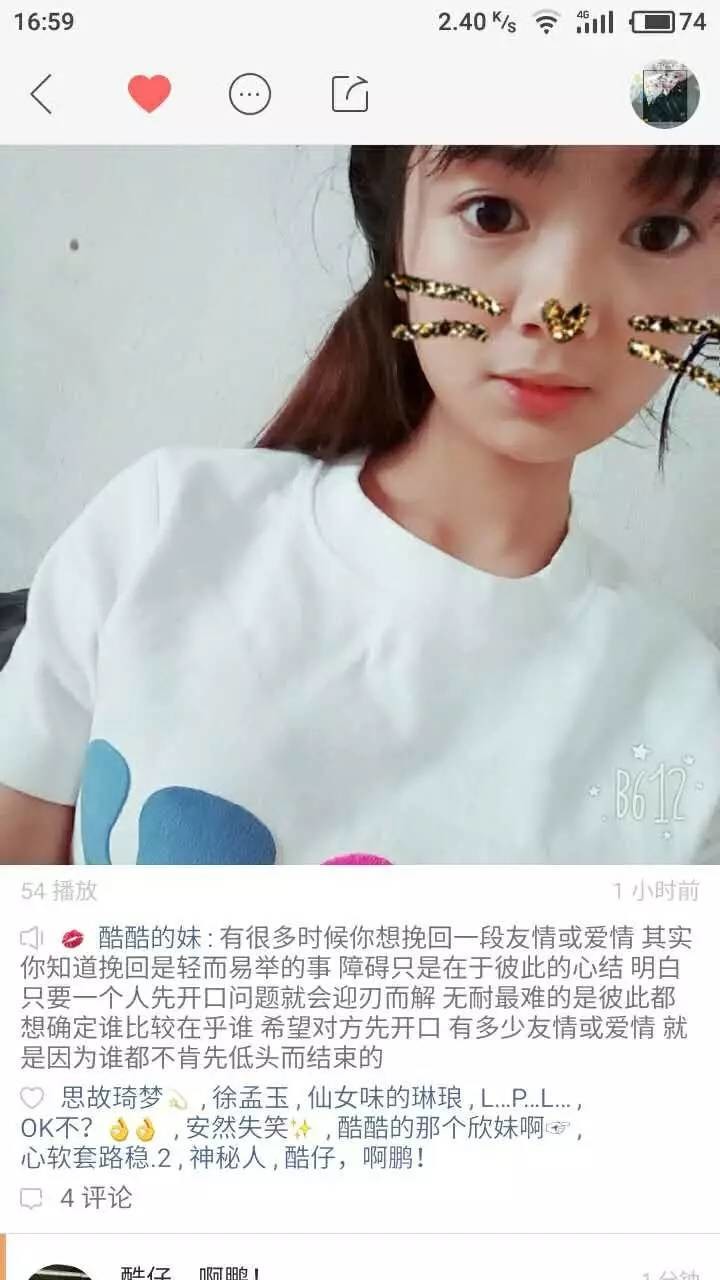 16:59 2.40 K/s 4G 74
B612
54 播放 1 小时前
💋 酷酷的妹 : 有很多时候你想挽回一段友情或爱情 其实
你知道挽回是轻而易举的事 障碍只是在于彼此的心结 明白
只要一个人先开口问题就会迎刃而解 无耐最难的是彼此都
想确定谁比较在乎谁 希望对方先开口 有多少友情或爱情 就
是因为谁都不肯先低头而结束的
思故琦梦💫 , 徐孟玉 , 仙女味的琳琅 , L...P...L... ,
OK不？👌👌 , 安然失笑✨ , 酷酷的那个欣妹啊👉 ,
心软套路稳.2 , 神秘人 , 酷仔，啊鹏！
4 评论
酷仔，啊鹏！ 1 分钟